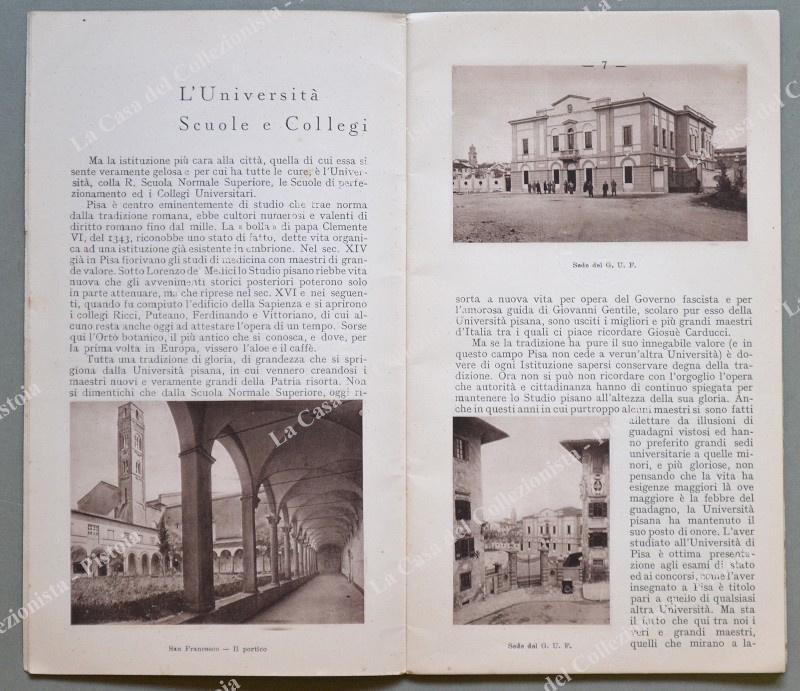 L'Università
Scuole e Collegi
Ma la istituzione più cara alla città, quella di cui essa si
sente veramente gelosa e per cui ha tutte le cure, è l'Univer-
sità, colla R. Scuola Normale Superiore, le Scuole di perfe-
zionamento ed i Collegi Universitari.
Pisa è centro eminentemente di studio che trae norma
dalla tradizione romana, ebbe cultori numerosi e valenti di
diritto romano fino dal mille. La « bolla » di papa Clemente
VI, del 1343, riconobbe uno stato di fatto, dette vita organi-
ca ad una istituzione già esistente in embrione. Nel sec. XIV
già in Pisa fiorivano gli studi di medicina con maestri di gran-
de valore. Sotto Lorenzo de' Medici lo Studio pisano riebbe vita
nuova che gli avvenimenti storici posteriori poterono solo
in parte attenuare, ma che riprese nel sec. XVI e nei seguen-
ti, quando fu compiuto l'edificio della Sapienza e si aprirono
i collegi Ricci, Puteano, Ferdinando e Vittoriano, di cui al-
cuno resta anche oggi ad attestare l'opera di un tempo. Sorse
qui l'Orto botanico, il più antico che si conosca, e dove, per
la prima volta in Europa, vissero l'aloe e il caffè.
Tutta una tradizione di gloria, di grandezza che si spri-
giona dalla Università pisana, in cui vennero creandosi i
maestri nuovi e veramente grandi della Patria risorta. Non
si dimentichi che dalla Scuola Normale Superiore, oggi ri-
San Francesco — Il portico
— 7 —
Sede del G. U. F.
sorta a nuova vita per opera del Governo fascista e per
l'amorosa guida di Giovanni Gentile, scolaro pur esso della
Università pisana, sono usciti i migliori e più grandi maestri
d'Italia tra i quali ci piace ricordare Giosuè Carducci.
Ma se la tradizione ha pure il suo innegabile valore (e in
questo campo Pisa non cede a verun'altra Università) è do-
vere di ogni Istituzione sapersi conservare degna della tra-
dizione. Ora non si può non ricordare con l'orgoglio l'opera
che autorità e cittadinanza hanno di continuo spiegata per
mantenere lo Studio pisano all'altezza della sua gloria. An-
che in questi anni in cui purtroppo alcuni maestri si sono fatti
allettare da illusioni di
guadagni vistosi ed han-
no preferito grandi sedi
universitarie a quelle mi-
nori, e più gloriose, non
pensando che la vita ha
esigenze maggiori là ove
maggiore è la febbre del
guadagno, la Università
pisana ha mantenuto il
suo posto di onore. L'aver
studiato all'Università di
Pisa è ottima presenta-
zione agli esami di stato
ed ai concorsi, come l'aver
insegnato a Pisa è titolo
pari a quello di qualsiasi
altra Università. Ma sta
il fatto che qui tra noi i
veri e grandi maestri,
quelli che mirano a la-
Sede del G. U. F.
La Casa del Collezionista - Pistoia